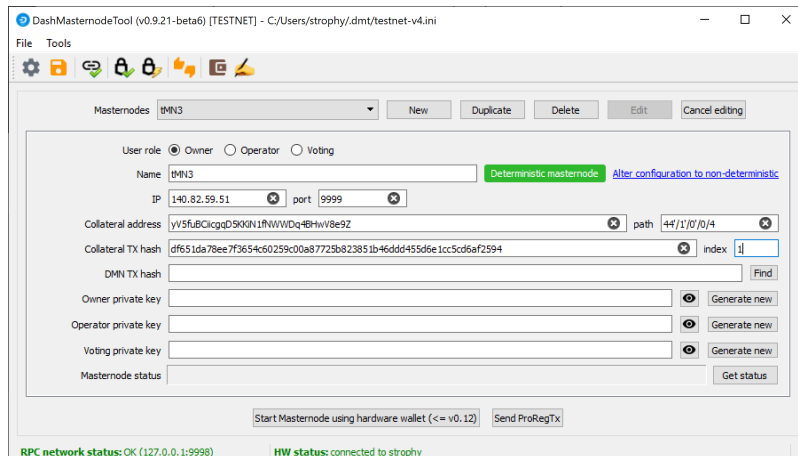 DashMasternodeTool (v0.9.21-beta6) [TESTNET] - C:/Users/strophy/.dmt/testnet-v4.ini
File Tools
Masternodes tMN3 New Duplicate Delete Edit Cancel editing
User role Owner Operator Voting
Name tMN3 Deterministic masternode Alter configuration to non-deterministic
IP 140.82.59.51 port 9999
Collateral address yV5fuBCiicgqD5KKiN1fNWWDq4BHwV8e9Z path 44'/1'/0'/0/4
Collateral TX hash df651da78ee7f3654c60259c00a87725b823851b46ddd455d6e1cc5cd6af2594 index 1
DMN TX hash Find
Owner private key Generate new
Operator private key Generate new
Voting private key Generate new
Masternode status Get status
Start Masternode using hardware wallet (<= v0.12) Send ProRegTx
RPC network status: OK (127.0.0.1:9998) HW status: connected to strophy